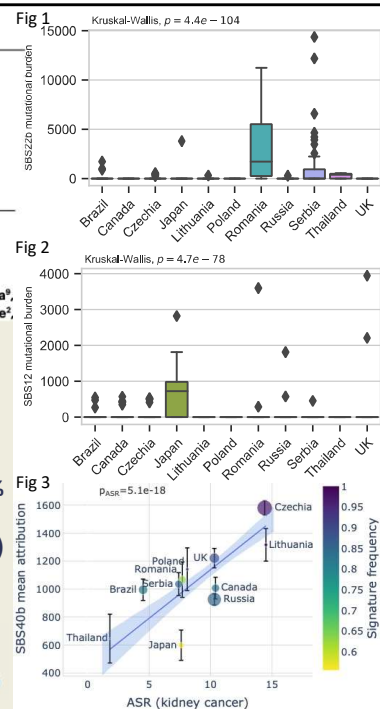 Fig 1
Kruskal-Wallis, p = 4.4e − 104
SBS22b mutational burden
15000
10000
5000
0
Brazil
Canada
Czechia
Japan
Lithuania
Poland
Romania
Russia
Serbia
Thailand
UK
Fig 2
Kruskal-Wallis, p = 4.7e − 78
a⁹,
e²,
SBS12 mutational burden
4000
3000
2000
1000
0
Brazil
Canada
Czechia
Japan
Lithuania
Poland
Romania
Russia
Serbia
Thailand
UK
%
Fig 3
pASR=5.1e-18
SBS40b mean attribution
1600
1400
1200
1000
800
600
400
Czechia
Lithuania
UK
Poland
Romania
Serbia
Brazil
Canada
Russia
Thailand
Japan
0
5
10
15
ASR (kidney cancer)
1
0.95
0.9
0.85
0.8
0.75
0.7
0.65
0.6
Signature frequency